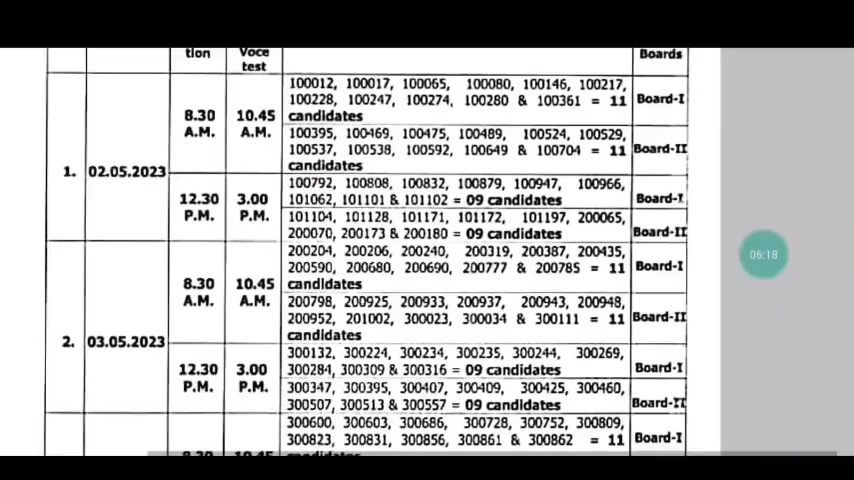 tion Voce test Boards
100012, 100017, 100065, 100080, 100146, 100217,
100228, 100247, 100274, 100280 & 100361 = 11
candidates
Board-I
8.30 A.M.
10.45 A.M.
100395, 100469, 100475, 100489, 100524, 100529,
100537, 100538, 100592, 100649 & 100704 = 11
candidates
Board-II
1. 02.05.2023
12.30 P.M.
3.00 P.M.
100792, 100808, 100832, 100879, 100947, 100966,
101062, 101101 & 101102 = 09 candidates
Board-I
101104, 101128, 101171, 101172, 101197, 200065,
200070, 200173 & 200180 = 09 candidates
Board-II
200204, 200206, 200240, 200319, 200387, 200435,
200590, 200680, 200690, 200777 & 200785 = 11
candidates
Board-I
8.30 A.M.
10.45 A.M.
200798, 200925, 200933, 200937, 200943, 200948,
200952, 201002, 300023, 300034 & 300111 = 11
candidates
Board-II
2. 03.05.2023
12.30 P.M.
3.00 P.M.
300132, 300224, 300234, 300235, 300244, 300269,
300284, 300309 & 300316 = 09 candidates
Board-I
300347, 300395, 300407, 300409, 300425, 300460,
300507, 300513 & 300557 = 09 candidates
Board-II
300600, 300603, 300686, 300728, 300752, 300809,
300823, 300831, 300856, 300861 & 300862 = 11
Board-I
8.30 10.45 candidates
06:18